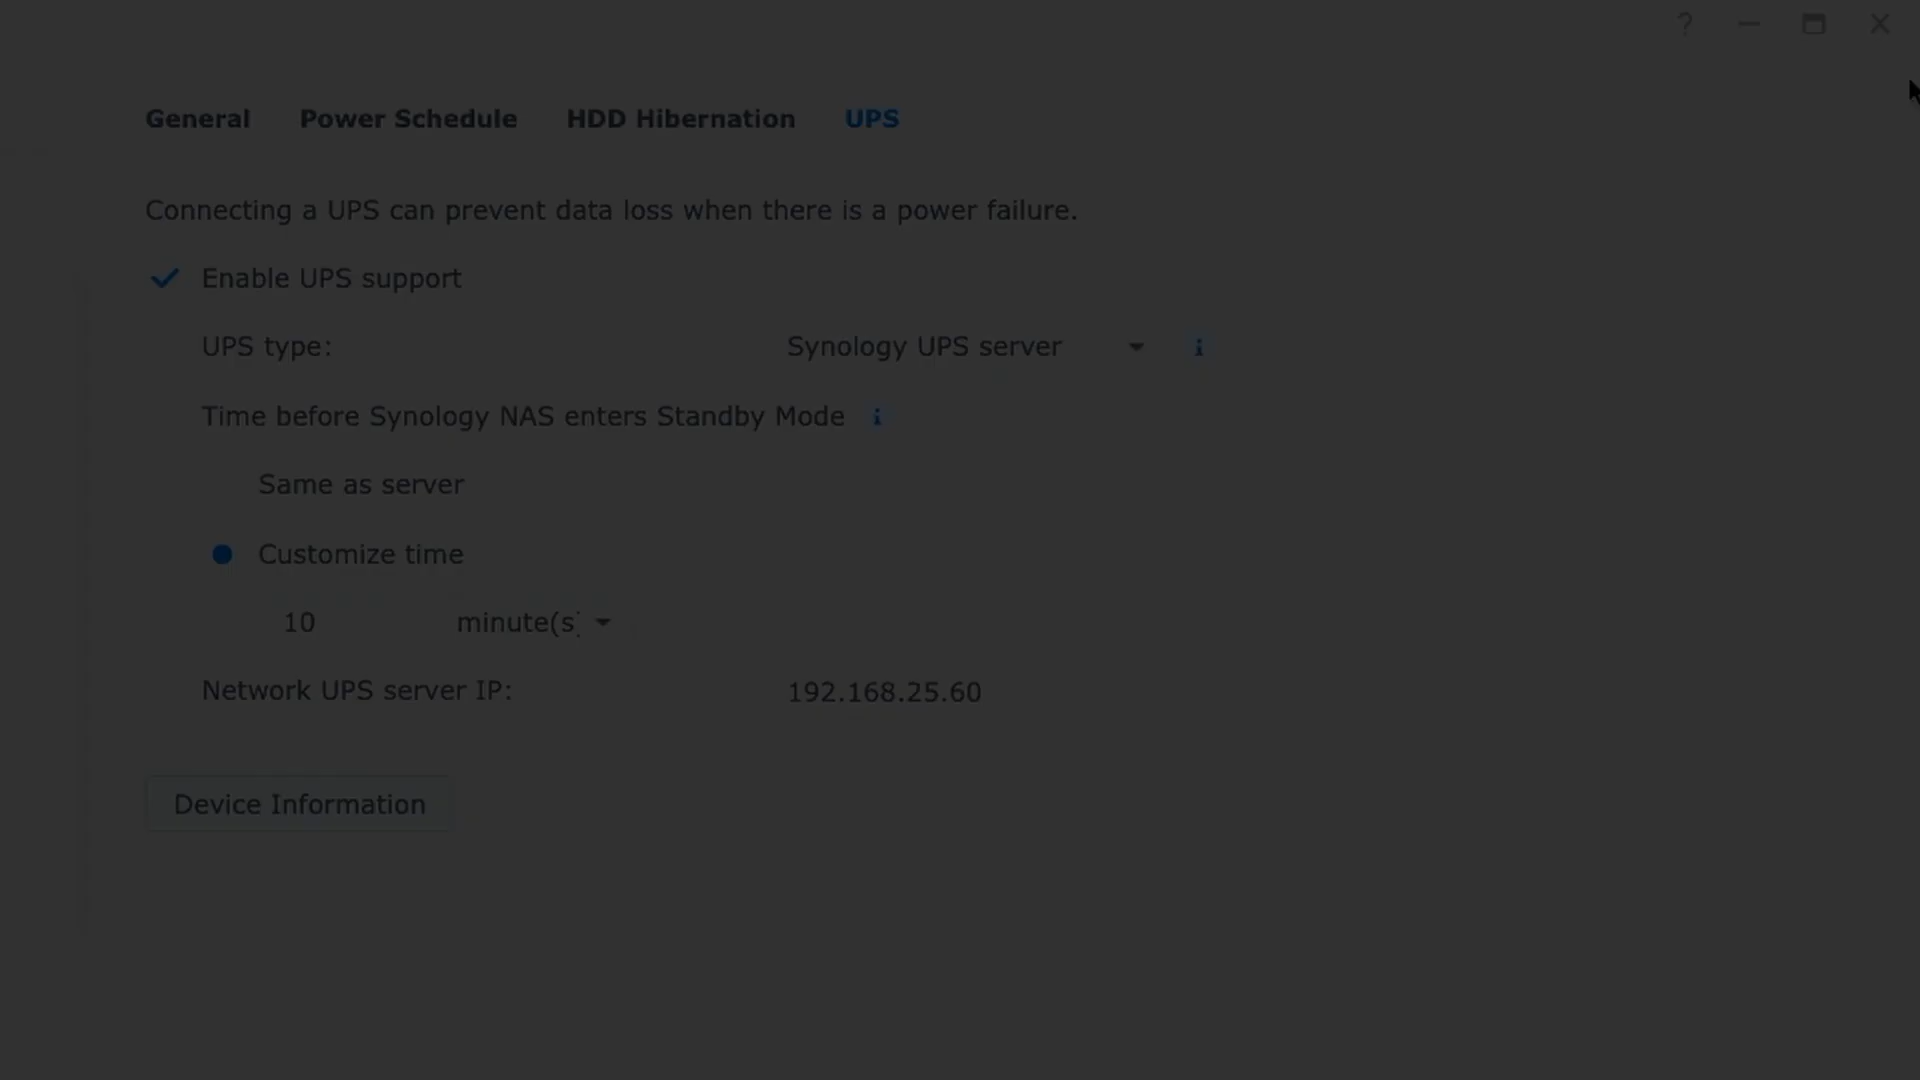 ?
General Power Schedule HDD Hibernation UPS
Connecting a UPS can prevent data loss when there is a power failure.
Enable UPS support
UPS type: Synology UPS server i
Time before Synology NAS enters Standby Mode i
Same as server
Customize time
10 minute(s)
Network UPS server IP: 192.168.25.60
Device Information